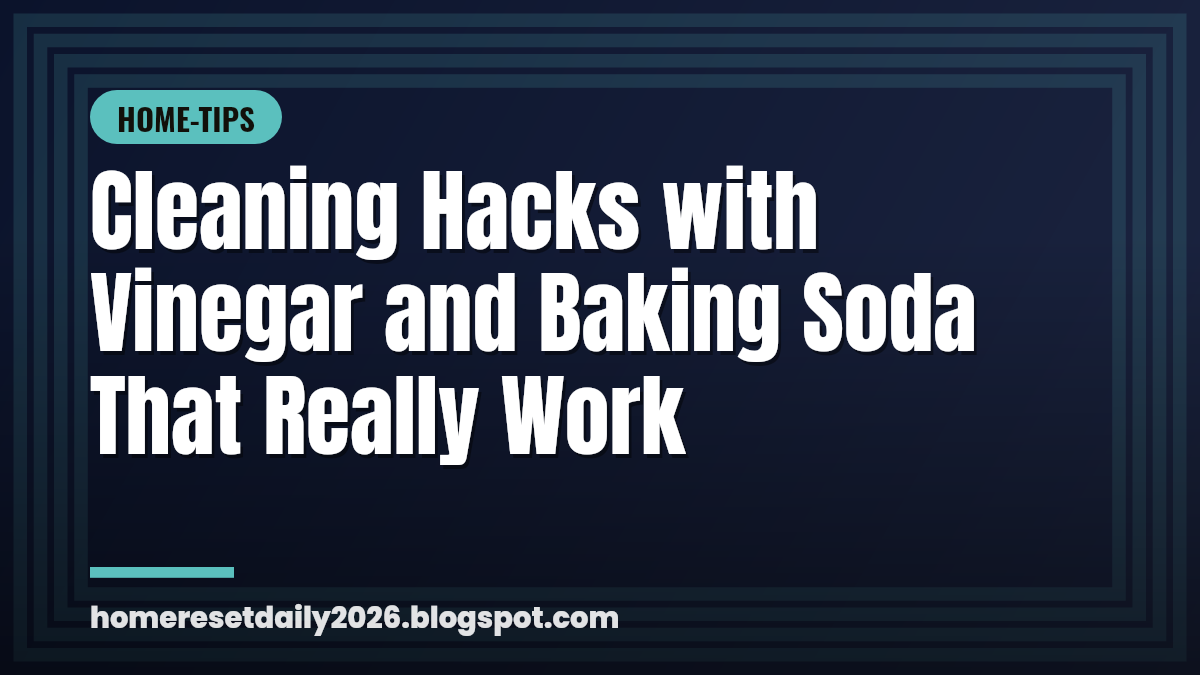 HOME-TIPS
Cleaning Hacks with
Vinegar and Baking Soda
That Really Work
homeresetdaily2026.blogspot.com